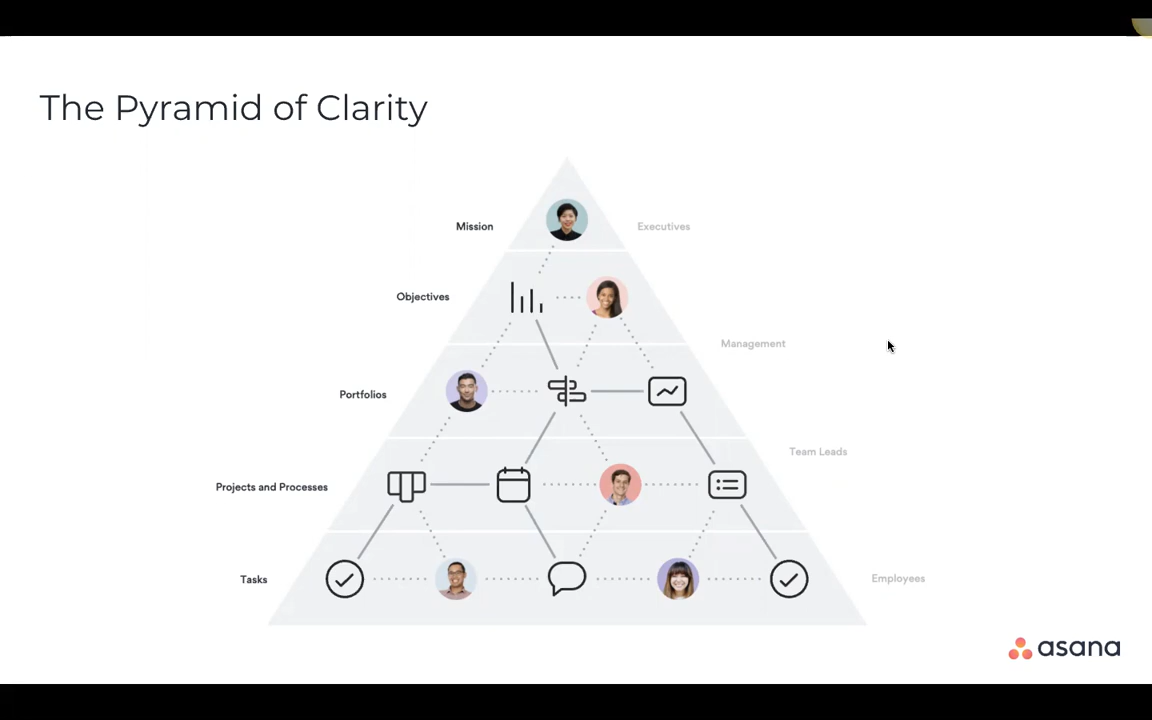 The Pyramid of Clarity
Mission
Executives
Objectives
Management
Portfolios
Team Leads
Projects and Processes
Tasks
Employees
asana